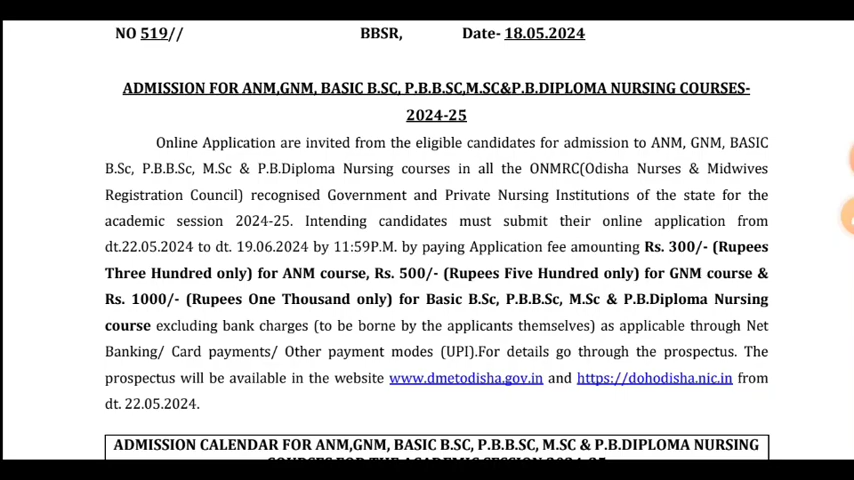 NO 519// BBSR, Date- 18.05.2024
ADMISSION FOR ANM,GNM, BASIC B.SC, P.B.B.SC,M.SC&P.B.DIPLOMA NURSING COURSES-
2024-25
Online Application are invited from the eligible candidates for admission to ANM, GNM, BASIC
B.Sc, P.B.B.Sc, M.Sc & P.B.Diploma Nursing courses in all the ONMRC(Odisha Nurses & Midwives
Registration Council) recognised Government and Private Nursing Institutions of the state for the
academic session 2024-25. Intending candidates must submit their online application from
dt.22.05.2024 to dt. 19.06.2024 by 11:59P.M. by paying Application fee amounting Rs. 300/- (Rupees
Three Hundred only) for ANM course, Rs. 500/- (Rupees Five Hundred only) for GNM course &
Rs. 1000/- (Rupees One Thousand only) for Basic B.Sc, P.B.B.Sc, M.Sc & P.B.Diploma Nursing
course excluding bank charges (to be borne by the applicants themselves) as applicable through Net
Banking/ Card payments/ Other payment modes (UPI).For details go through the prospectus. The
prospectus will be available in the website www.dmetodisha.gov.in and https://dohodisha.nic.in from
dt. 22.05.2024.
ADMISSION CALENDAR FOR ANM,GNM, BASIC B.SC, P.B.B.SC, M.SC & P.B.DIPLOMA NURSING
COURSES FOR THE ACADEMIC SESSION 2024-25